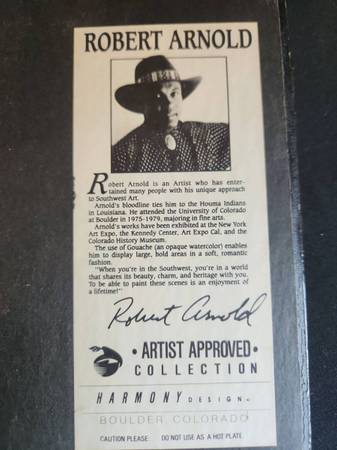 ROBERT ARNOLD
Robert Arnold is an Artist who has enter-
tained many people with his unique approach
to Southwest Art.
Arnold's bloodline ties him to the Houma Indians
in Louisiana. He attended the University of Colorado
at Boulder in 1975-1979, majoring in fine arts.
Arnold's works have been exhibited at the New York
Art Expo, the Kennedy Center, Art Expo Cal, and the
Colorado History Museum.
The use of Gouache (an opaque watercolor) enables
him to display large, bold areas in a soft, romantic
fashion.
"When you're in the Southwest, you're in a world
that shares its beauty, charm, and heritage with you.
To be able to paint these scenes is an enjoyment of
a lifetime!"
Robert Arnold
• ARTIST APPROVED •
COLLECTION
HARMONY DESIGN
BOULDER, COLORADO
CAUTION PLEASE DO NOT USE AS A HOT PLATE